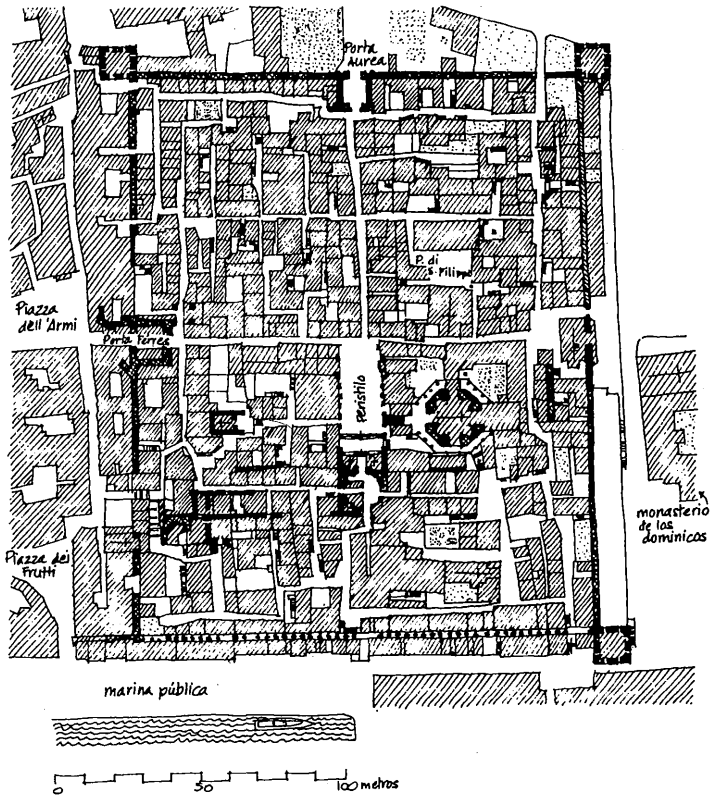 Porta
Aurea
P. di
S. Filippo
Piazza
dell'Armi
Porta Ferrea
Peristilo
monasterio
de los
dominicos
Piazza dei
Frutti
marina pública
0 50 100 metros